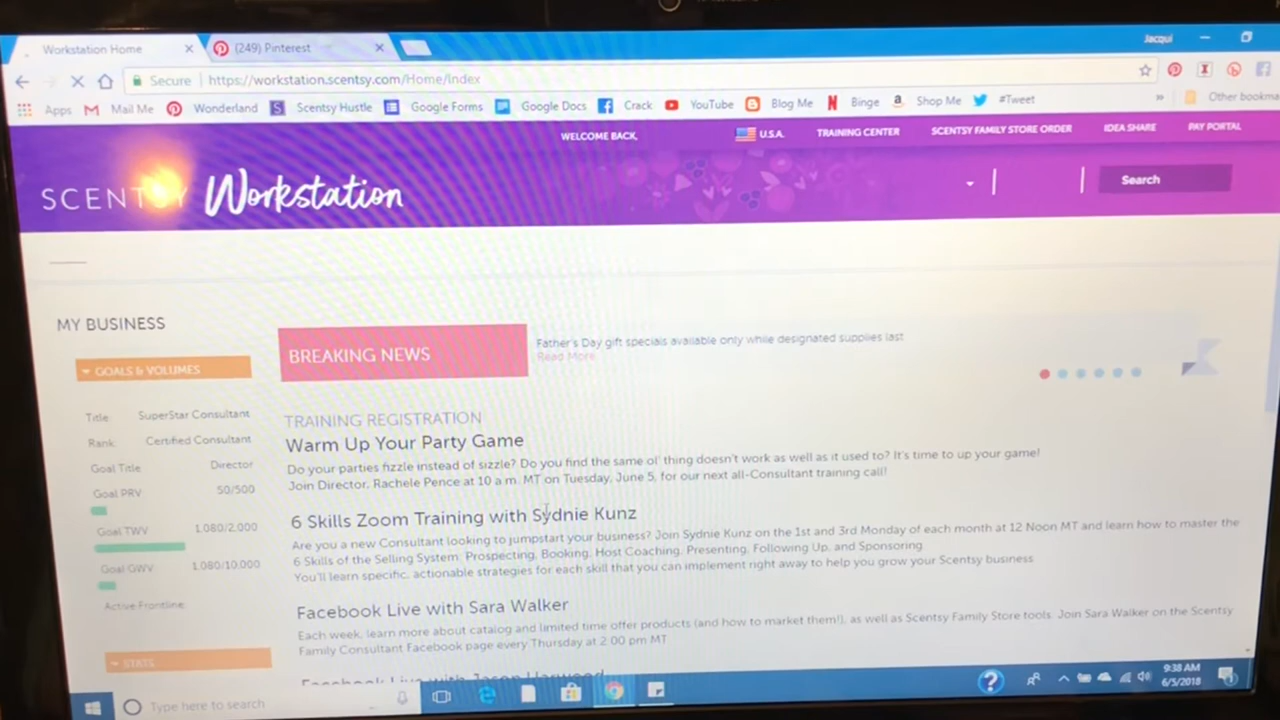 Workstation Home
(249) Pinterest
Jacqui
Secure
https://workstation.scentsy.com/Home/Index
Apps
Mail Me
Wonderland
Scentsy Hustle
Google Forms
Google Docs
Crack
YouTube
Blog Me
Binge
Shop Me
#Tweet
»
Other bookma
WELCOME BACK,
U.S.A.
TRAINING CENTER
SCENTSY FAMILY STORE ORDER
IDEA SHARE
PAY PORTAL
SCENTSY Workstation
Search
MY BUSINESS
GOALS & VOLUMES
Title SuperStar Consultant
Rank Certified Consultant
Goal Title Director
Goal PRV 50/500
Goal TWV 1,080/2,000
Goal GWV 1,080/10,000
Active Frontline
STATS
BREAKING NEWS
Father's Day gift specials available only while designated supplies last
Read More
TRAINING REGISTRATION
Warm Up Your Party Game
Do your parties fizzle instead of sizzle? Do you find the same ol' thing doesn't work as well as it used to? It's time to up your game!
Join Director, Rachele Pence at 10 a.m. MT on Tuesday, June 5, for our next all-Consultant training call!
6 Skills Zoom Training with Sydnie Kunz
Are you a new Consultant looking to jumpstart your business? Join Sydnie Kunz on the 1st and 3rd Monday of each month at 12 Noon MT and learn how to master the
6 Skills of the Selling System: Prospecting, Booking, Host Coaching, Presenting, Following Up, and Sponsoring.
You'll learn specific, actionable strategies for each skill that you can implement right away to help you grow your Scentsy business
Facebook Live with Sara Walker
Each week, learn more about catalog and limited time offer products (and how to market them!), as well as Scentsy Family Store tools. Join Sara Walker on the Scentsy
Family Consultant Facebook page every Thursday at 2:00 pm MT
Type here to search
9:38 AM
6/5/2018